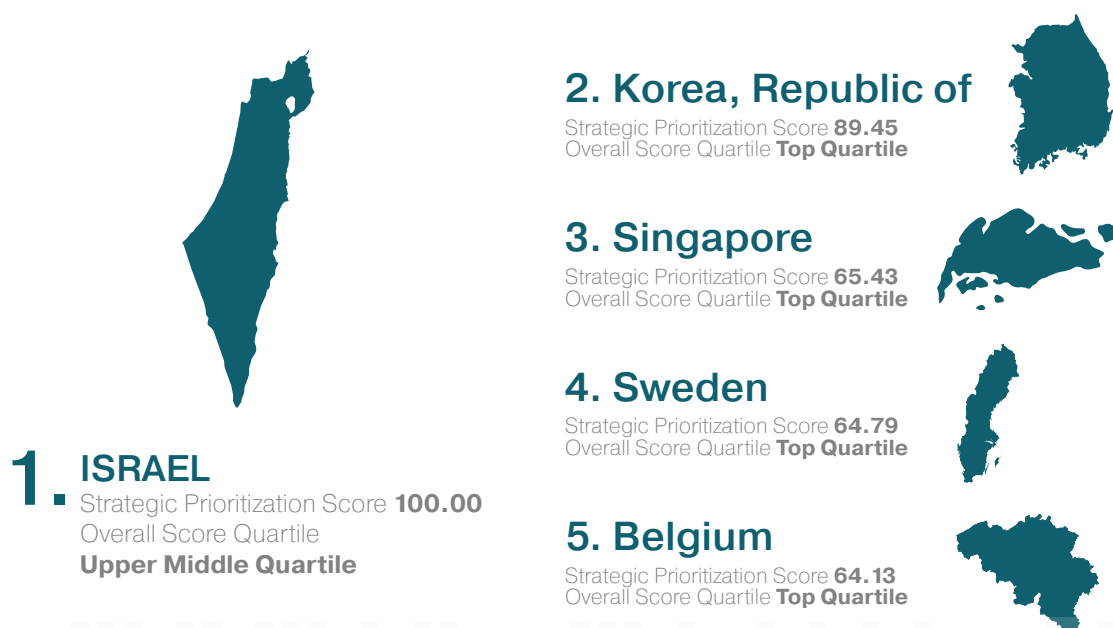 1. ISRAEL
Strategic Prioritization Score 100.00
Overall Score Quartile
Upper Middle Quartile
2. Korea, Republic of
Strategic Prioritization Score 89.45
Overall Score Quartile Top Quartile
3. Singapore
Strategic Prioritization Score 65.43
Overall Score Quartile Top Quartile
4. Sweden
Strategic Prioritization Score 64.79
Overall Score Quartile Top Quartile
5. Belgium
Strategic Prioritization Score 64.13
Overall Score Quartile Top Quartile